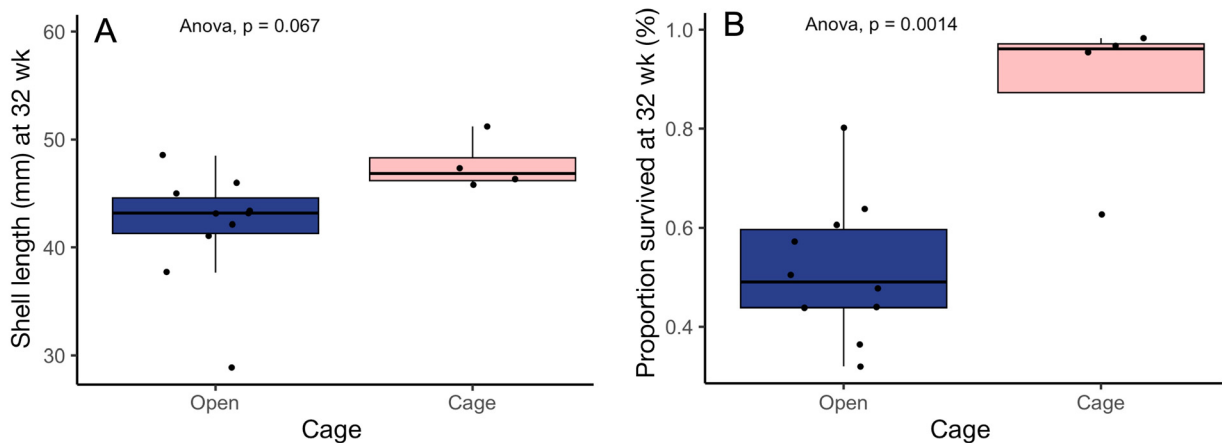 A
Anova, p = 0.067
Shell length (mm) at 32 wk
60
50
40
30
Open
Cage
Cage
B
Anova, p = 0.0014
Proportion survived at 32 wk (%)
1.0
0.8
0.6
0.4
Open
Cage
Cage